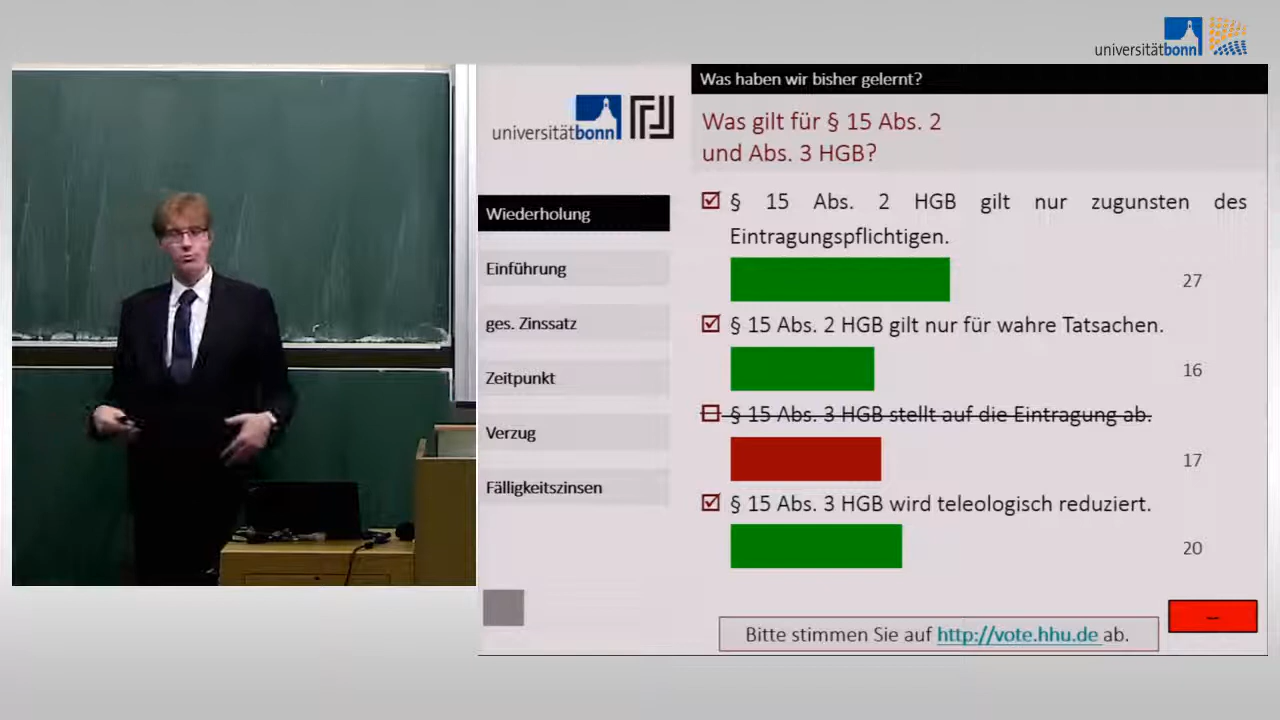 universitätbonn
Was haben wir bisher gelernt?
universitätbonn
Was gilt für § 15 Abs. 2
und Abs. 3 HGB?
Wiederholung
Einführung
ges. Zinssatz
Zeitpunkt
Verzug
Fälligkeitszinsen
§ 15 Abs. 2 HGB gilt nur zugunsten des
Eintragungspflichtigen.
27
§ 15 Abs. 2 HGB gilt nur für wahre Tatsachen.
16
§ 15 Abs. 3 HGB stellt auf die Eintragung ab.
17
§ 15 Abs. 3 HGB wird teleologisch reduziert.
20
Bitte stimmen Sie auf http://vote.hhu.de ab.